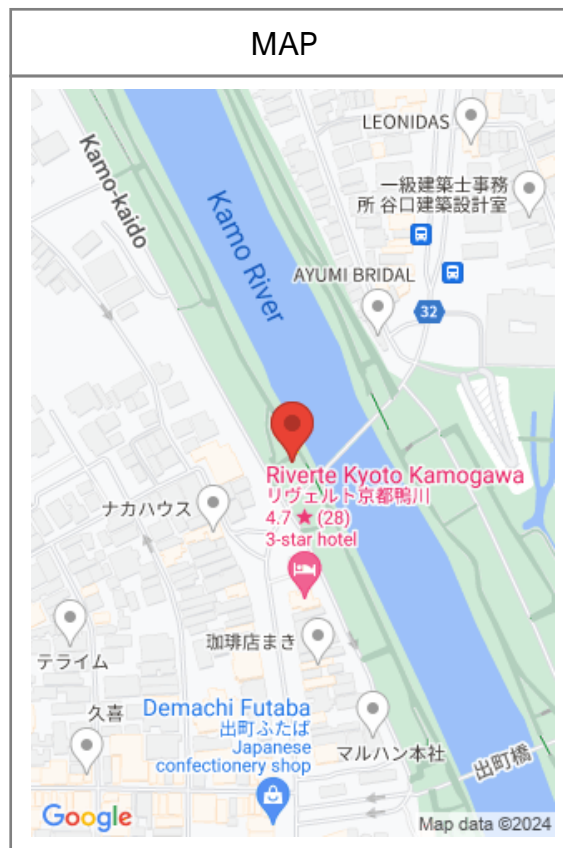 MAP
LEONIDAS
Kamo-kaido
一級建築士事務
所 谷口建築設計室
Kamo River
AYUMI BRIDAL
32
Riverte Kyoto Kamogawa
リヴェルト京都鴨川
4.7 ★ (28)
3-star hotel
ナカハウス
珈琲店まき
テライム
久喜
Demachi Futaba
出町ふたば
Japanese
confectionery shop
マルハン本社
出町橋
Google
Map data ©2024